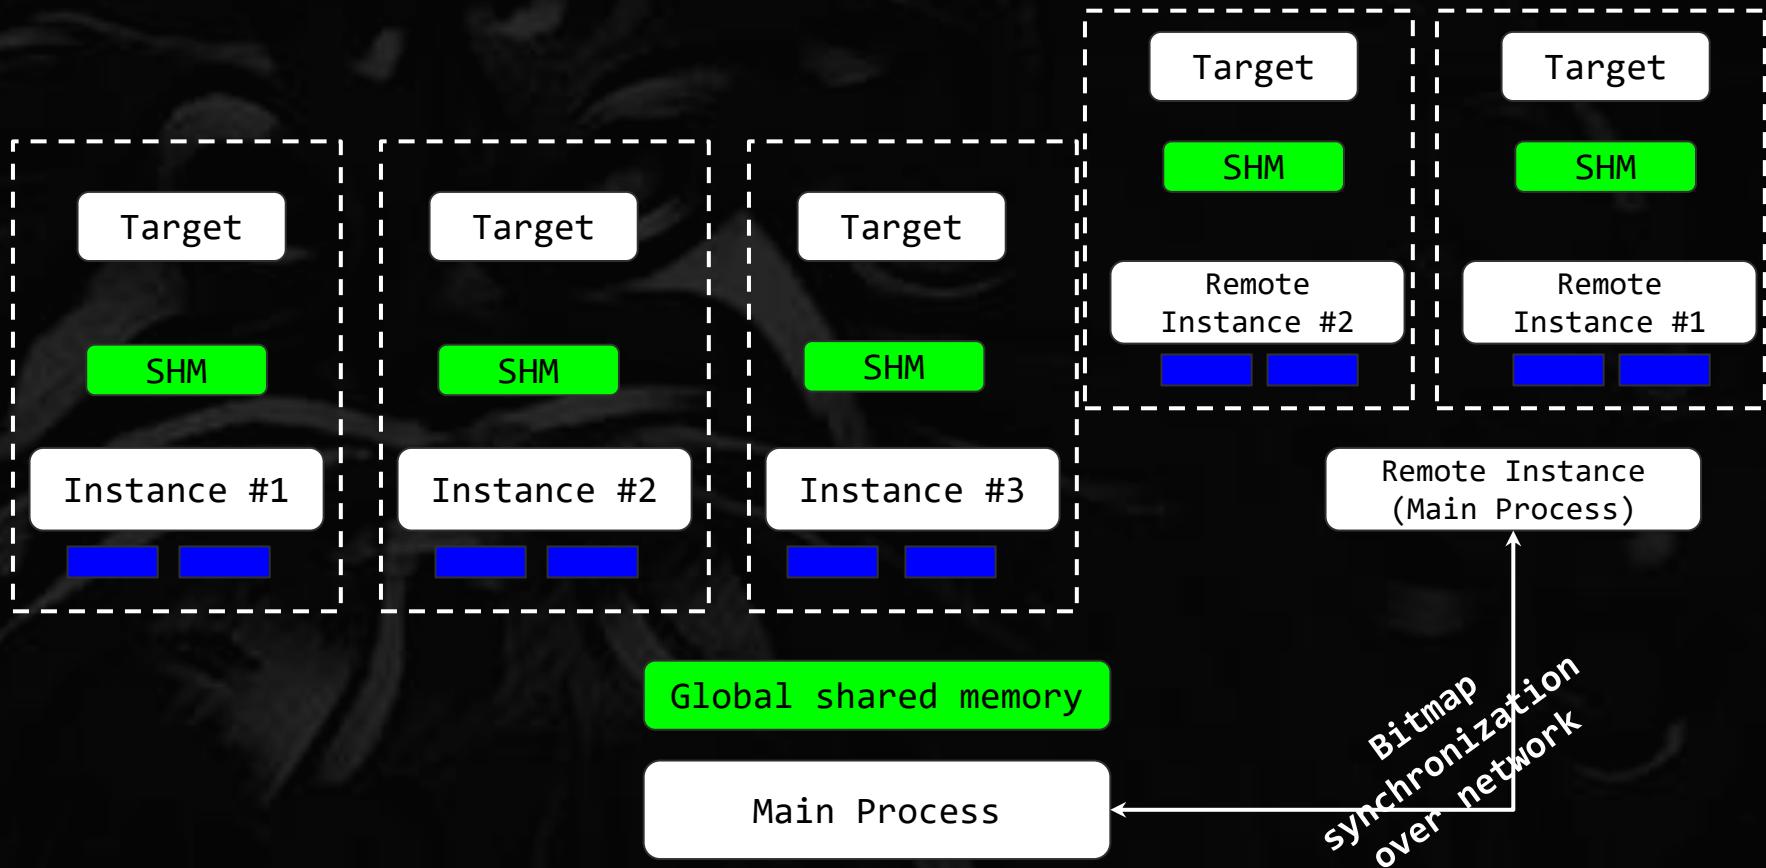 Target
SHM
Instance #1
Target
SHM
Instance #2
Target
SHM
Instance #3
Target
SHM
Remote
Instance #2
Target
SHM
Remote
Instance #1
Remote Instance
(Main Process)
Global shared memory
Main Process
Bitmap
synchronization
over network